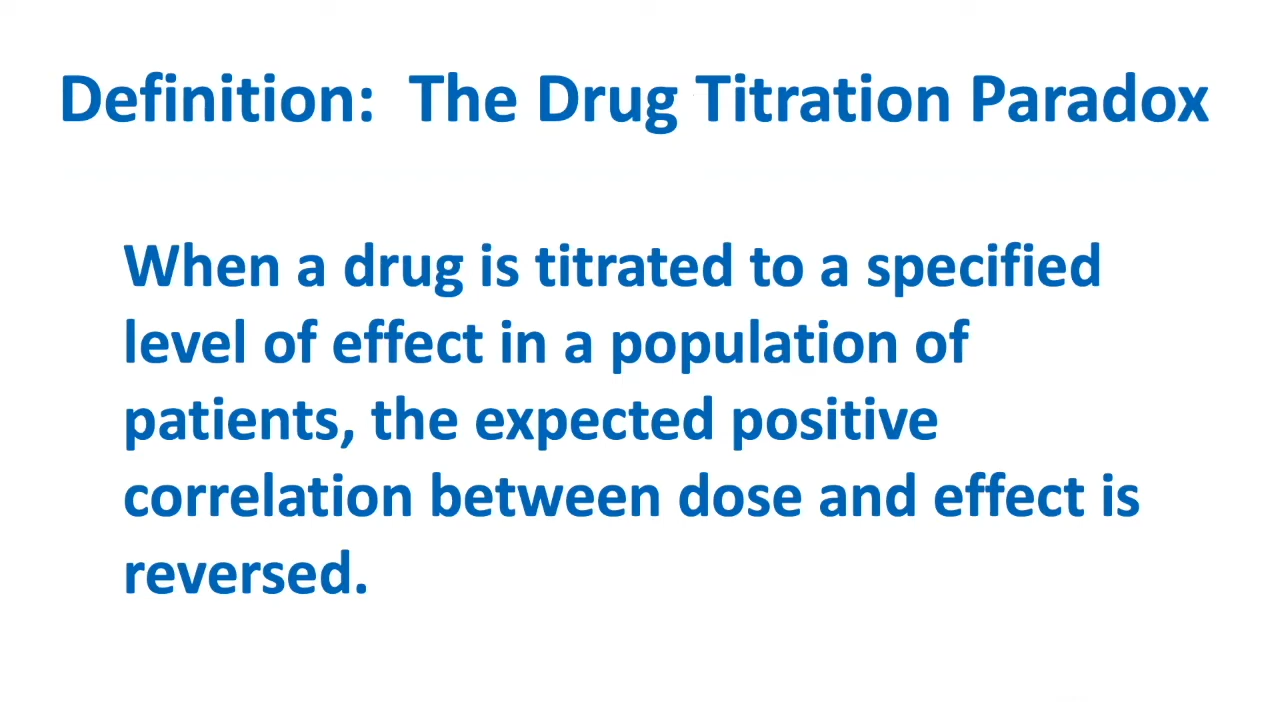 Definition:  The Drug Titration Paradox
When a drug is titrated to a specified
level of effect in a population of
patients, the expected positive
correlation between dose and effect is
reversed.